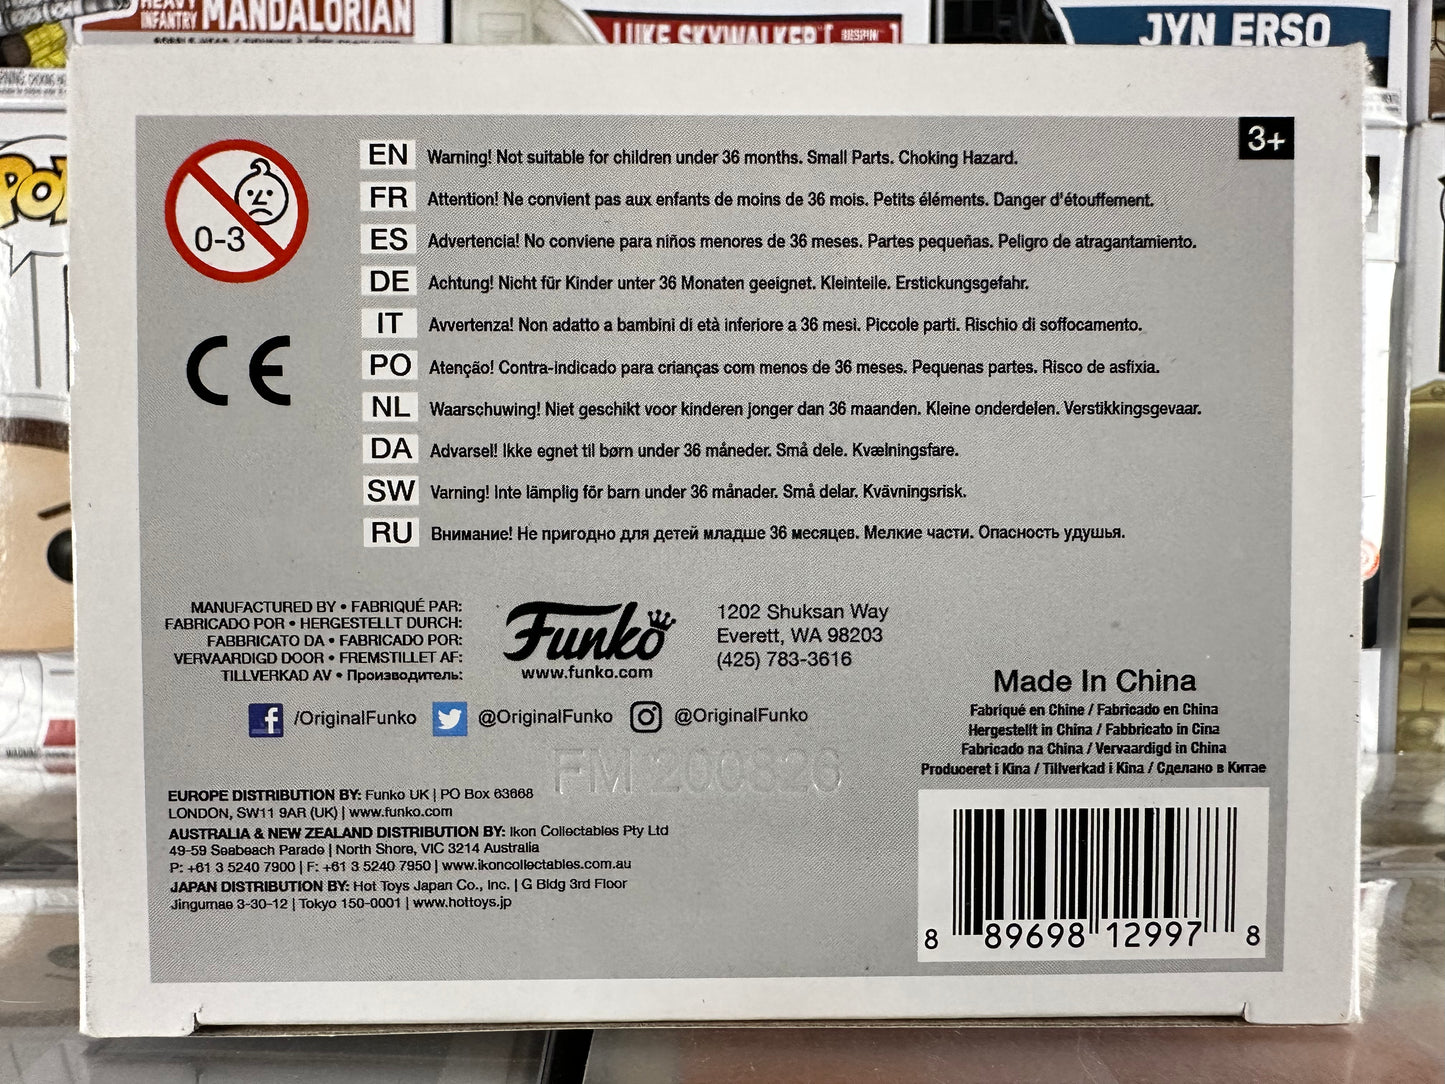 HEAVY
INFANTRY MANDALORIAN
LUKE SKYWALKER [BESPIN]
JYN ERSO
POP
3+
0-3
CE
EN Warning! Not suitable for children under 36 months. Small Parts. Choking Hazard.
FR Attention! Ne convient pas aux enfants de moins de 36 mois. Petits éléments. Danger d'étouffement.
ES Advertencia! No conviene para niños menores de 36 meses. Partes pequeñas. Peligro de atragantamiento.
DE Achtung! Nicht für Kinder unter 36 Monaten geeignet. Kleinteile. Erstickungsgefahr.
IT Avvertenza! Non adatto a bambini di età inferiore a 36 mesi. Piccole parti. Rischio di soffocamento.
PO Atenção! Contra-indicado para crianças com menos de 36 meses. Pequenas partes. Risco de asfixia.
NL Waarschuwing! Niet geschikt voor kinderen jonger dan 36 maanden. Kleine onderdelen. Verstikkingsgevaar.
DA Advarsel! Ikke egnet til børn under 36 måneder. Små dele. Kvælningsfare.
SW Varning! Inte lämplig för barn under 36 månader. Små delar. Kvävningsrisk.
RU Внимание! Не пригодно для детей младше 36 месяцев. Мелкие части. Опасность удушья.
MANUFACTURED BY • FABRIQUÉ PAR:
FABRICADO POR • HERGESTELLT DURCH:
FABBRICATO DA • FABRICADO POR:
VERVAARDIGD DOOR • FREMSTILLET AF:
TILLVERKAD AV • Производитель:
Funko
www.funko.com
1202 Shuksan Way
Everett, WA 98203
(425) 783-3616
/OriginalFunko @OriginalFunko @OriginalFunko
FM 200326
Made In China
Fabriqué en Chine / Fabricado en China
Hergestellt in China / Fabbricato in Cina
Fabricado na China / Vervaardigd in China
Produceret i Kina / Tillverkad i Kina / Сделано в Китае
EUROPE DISTRIBUTION BY: Funko UK | PO Box 63668
LONDON, SW11 9AR (UK) | www.funko.com
AUSTRALIA & NEW ZEALAND DISTRIBUTION BY: Ikon Collectables Pty Ltd
49-59 Seabeach Parade | North Shore, VIC 3214 Australia
P: +61 3 5240 7900 | F: +61 3 5240 7950 | www.ikoncollectables.com.au
JAPAN DISTRIBUTION BY: Hot Toys Japan Co., Inc. | G Bldg 3rd Floor
Jingumae 3-30-12 | Tokyo 150-0001 | www.hottoys.jp
8 89698 12997 8